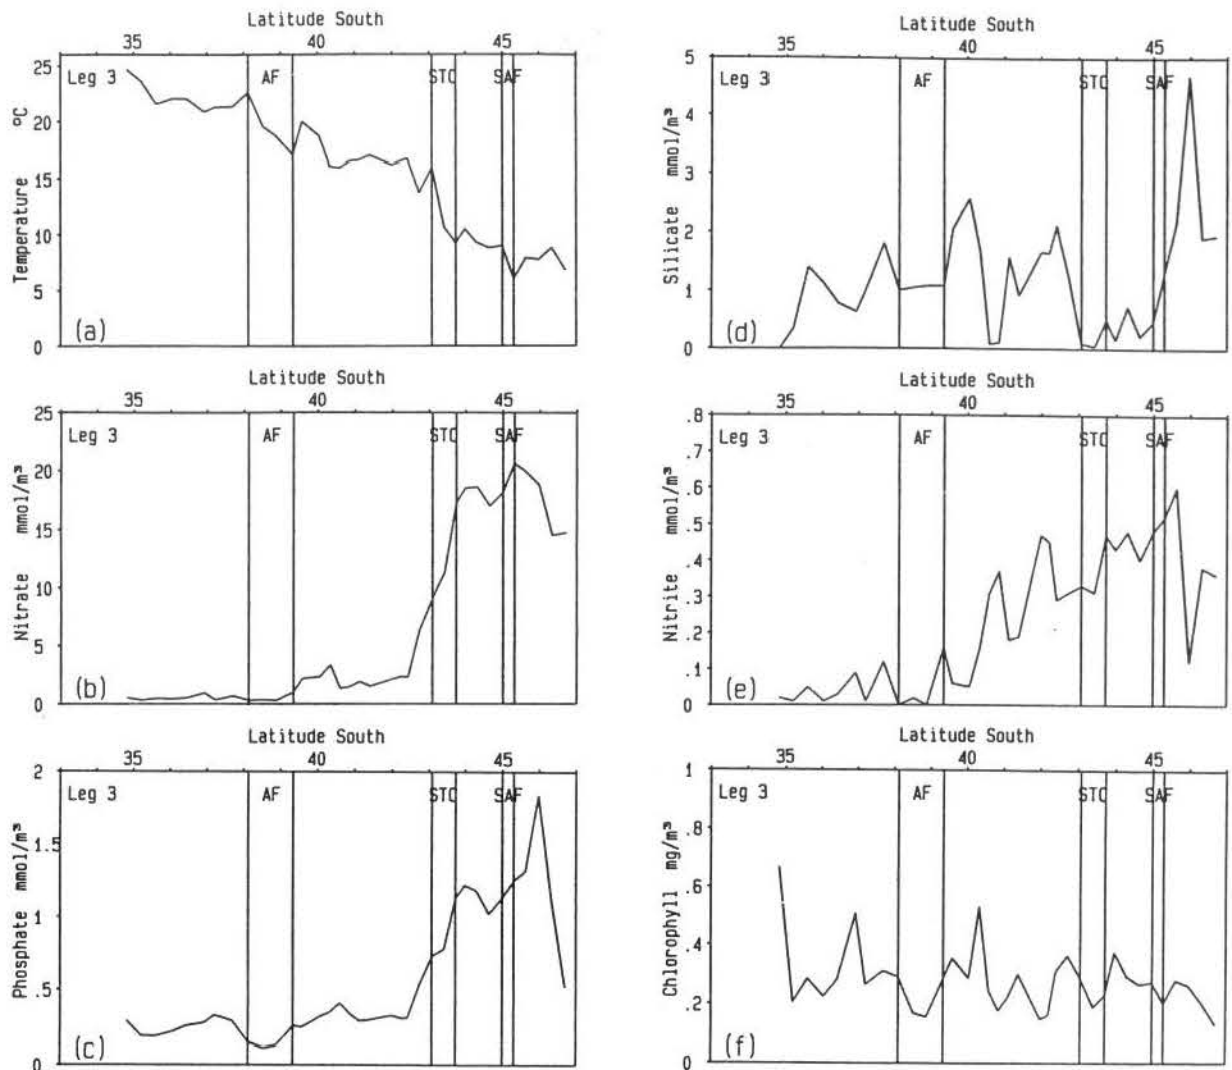 Latitude South
35 40 45
25
20
15
10
5
0
Temperature °C
Leg 3 AF STC SAF
(a)
Latitude South
35 40 45
25
20
15
10
5
0
Nitrate mmol/m³
Leg 3 AF STC SAF
(b)
Latitude South
35 40 45
2
1.5
1
.5
0
Phosphate mmol/m³
Leg 3 AF STC SAF
(c)
Latitude South
35 40 45
5
4
3
2
1
0
Silicate mmol/m³
Leg 3 AF STC SAF
(d)
Latitude South
35 40 45
.8
.7
.6
.5
.4
.3
.2
.1
0
Nitrite mmol/m³
Leg 3 AF STC SAF
(e)
Latitude South
35 40 45
1
.8
.6
.4
.2
0
Chlorophyll mg/m³
Leg 3 AF STC SAF
(f)